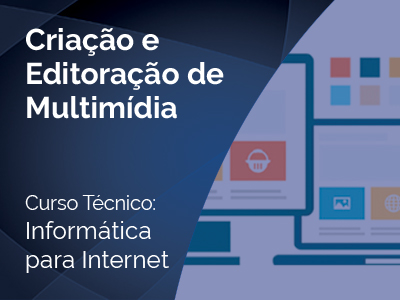 Criação e
Editoração de
Multimídia
Curso Técnico:
Informática
para Internet